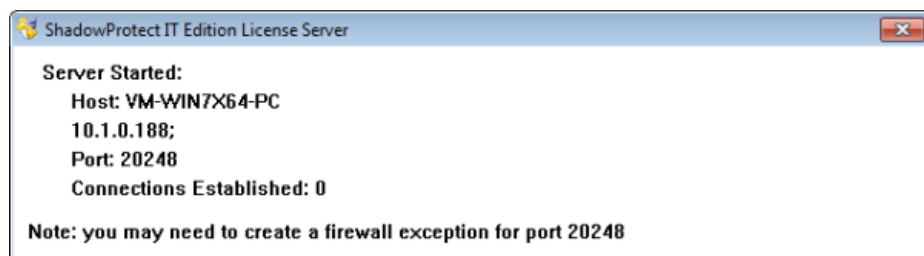 ShadowProtect IT Edition License Server
Server Started:
Host: VM-WIN7X64-PC
10.1.0.188;
Port: 20248
Connections Established: 0
Note: you may need to create a firewall exception for port 20248